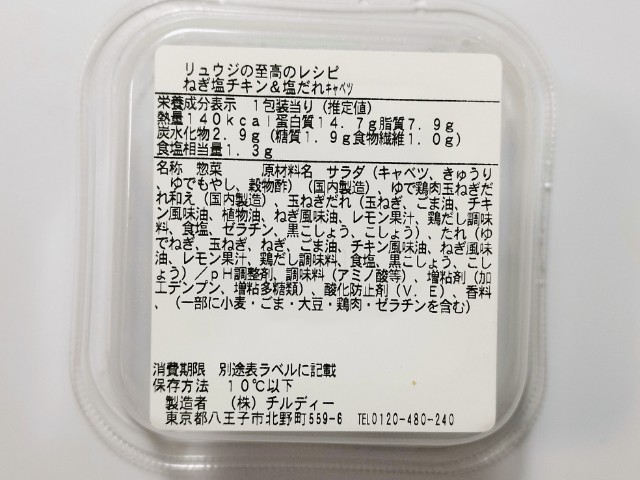 リュウジの至高のレシピ
ねぎ塩チキン＆塩だれキャベツ
栄養成分表示　１包装当り（推定値）
熱量１４０ｋｃａｌ蛋白質１４．７ｇ脂質７．９ｇ
炭水化物２．９ｇ（糖質１．９ｇ食物繊維１．０ｇ）
食塩相当量１．３ｇ
名称　惣菜　　原材料名　サラダ（キャベツ、きゅうり
、ゆでもやし、穀物酢）（国内製造）、ゆで鶏肉玉ねぎだ
れ和え（国内製造）、玉ねぎだれ（玉ねぎ、ごま油、チキ
ン風味油、植物油、ねぎ風味油、レモン果汁、鶏だし調味
料、食塩、ゼラチン、黒こしょう、こしょう）、たれ（ゆ
でねぎ、玉ねぎ、ねぎ、ごま油、チキン風味油、ねぎ風味
油、レモン果汁、鶏だし調味料、食塩、黒こしょう、こし
ょう）／ｐＨ調整剤、調味料（アミノ酸等）、増粘剤（加
工デンプン、増粘多糖類）、酸化防止剤（Ｖ．Ｅ）、香料
、（一部に小麦・ごま・大豆・鶏肉・ゼラチンを含む）
消費期限　別途表ラベルに記載
保存方法　１０℃以下
製造者　（株）チルディー
東京都八王子市北野町559-6　TEL0120-480-240